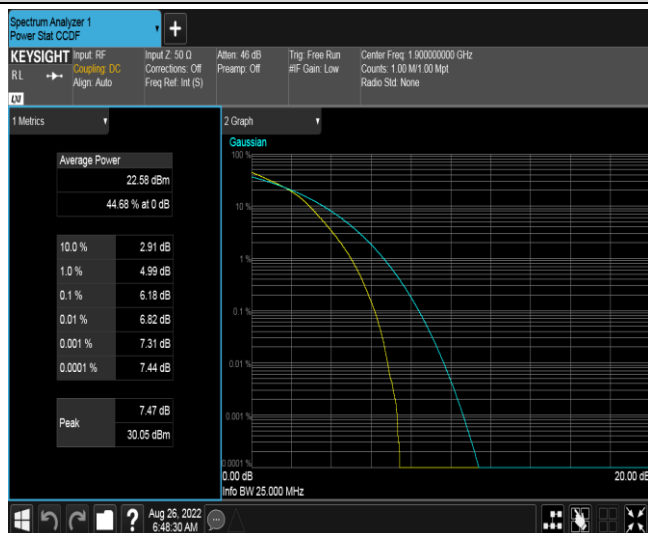 Spectrum Analyzer 1
Power Stat CCDF
+
KEYSIGHT
RL
LXI
Input: RF
Coupling: DC
Align: Auto
Input Z: 50 Ω
Corrections: Off
Freq Ref: Int (S)
Atten: 46 dB
Preamp: Off
Trig: Free Run
#IF Gain: Low
Center Freq: 1.900000000 GHz
Counts: 1.00 M/1.00 Mpt
Radio Std: None
1 Metrics
Average Power
22.58 dBm
44.68 % at 0 dB
10.0 % 2.91 dB
1.0 % 4.99 dB
0.1 % 6.18 dB
0.01 % 6.82 dB
0.001 % 7.31 dB
0.0001 % 7.44 dB
Peak
7.47 dB
30.05 dBm
2 Graph
Gaussian
100 %
10 %
1 %
0.1 %
0.01 %
0.001 %
0.0001 %
0.00 dB 20.00 dB
Info BW 25.000 MHz
?
Aug 26, 2022
6:48:30 AM